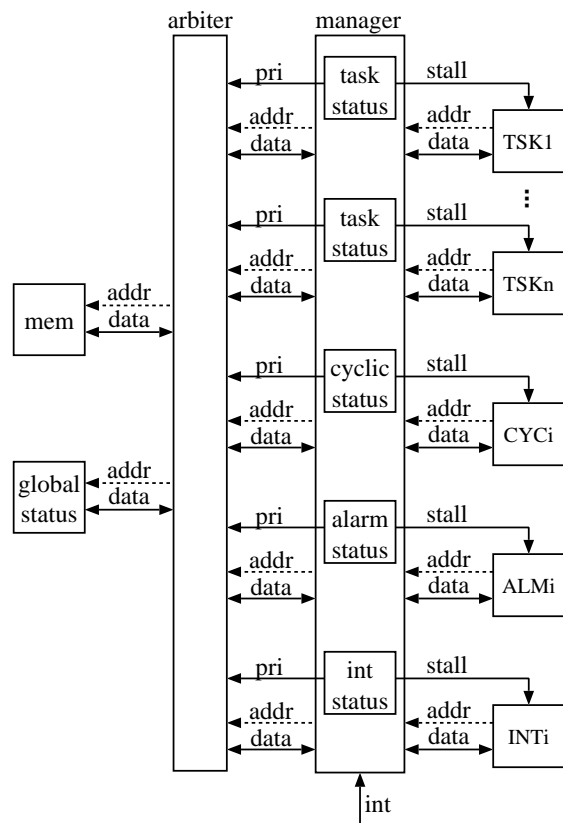 arbiter
manager
pri
task
status
stall
addr
data
addr
data
TSK1
...
pri
task
status
stall
addr
data
addr
data
TSKn
mem
addr
data
pri
cyclic
status
stall
addr
data
addr
data
CYCi
global
status
addr
data
pri
alarm
status
stall
addr
data
addr
data
ALMi
pri
int
status
stall
addr
data
addr
data
INTi
int